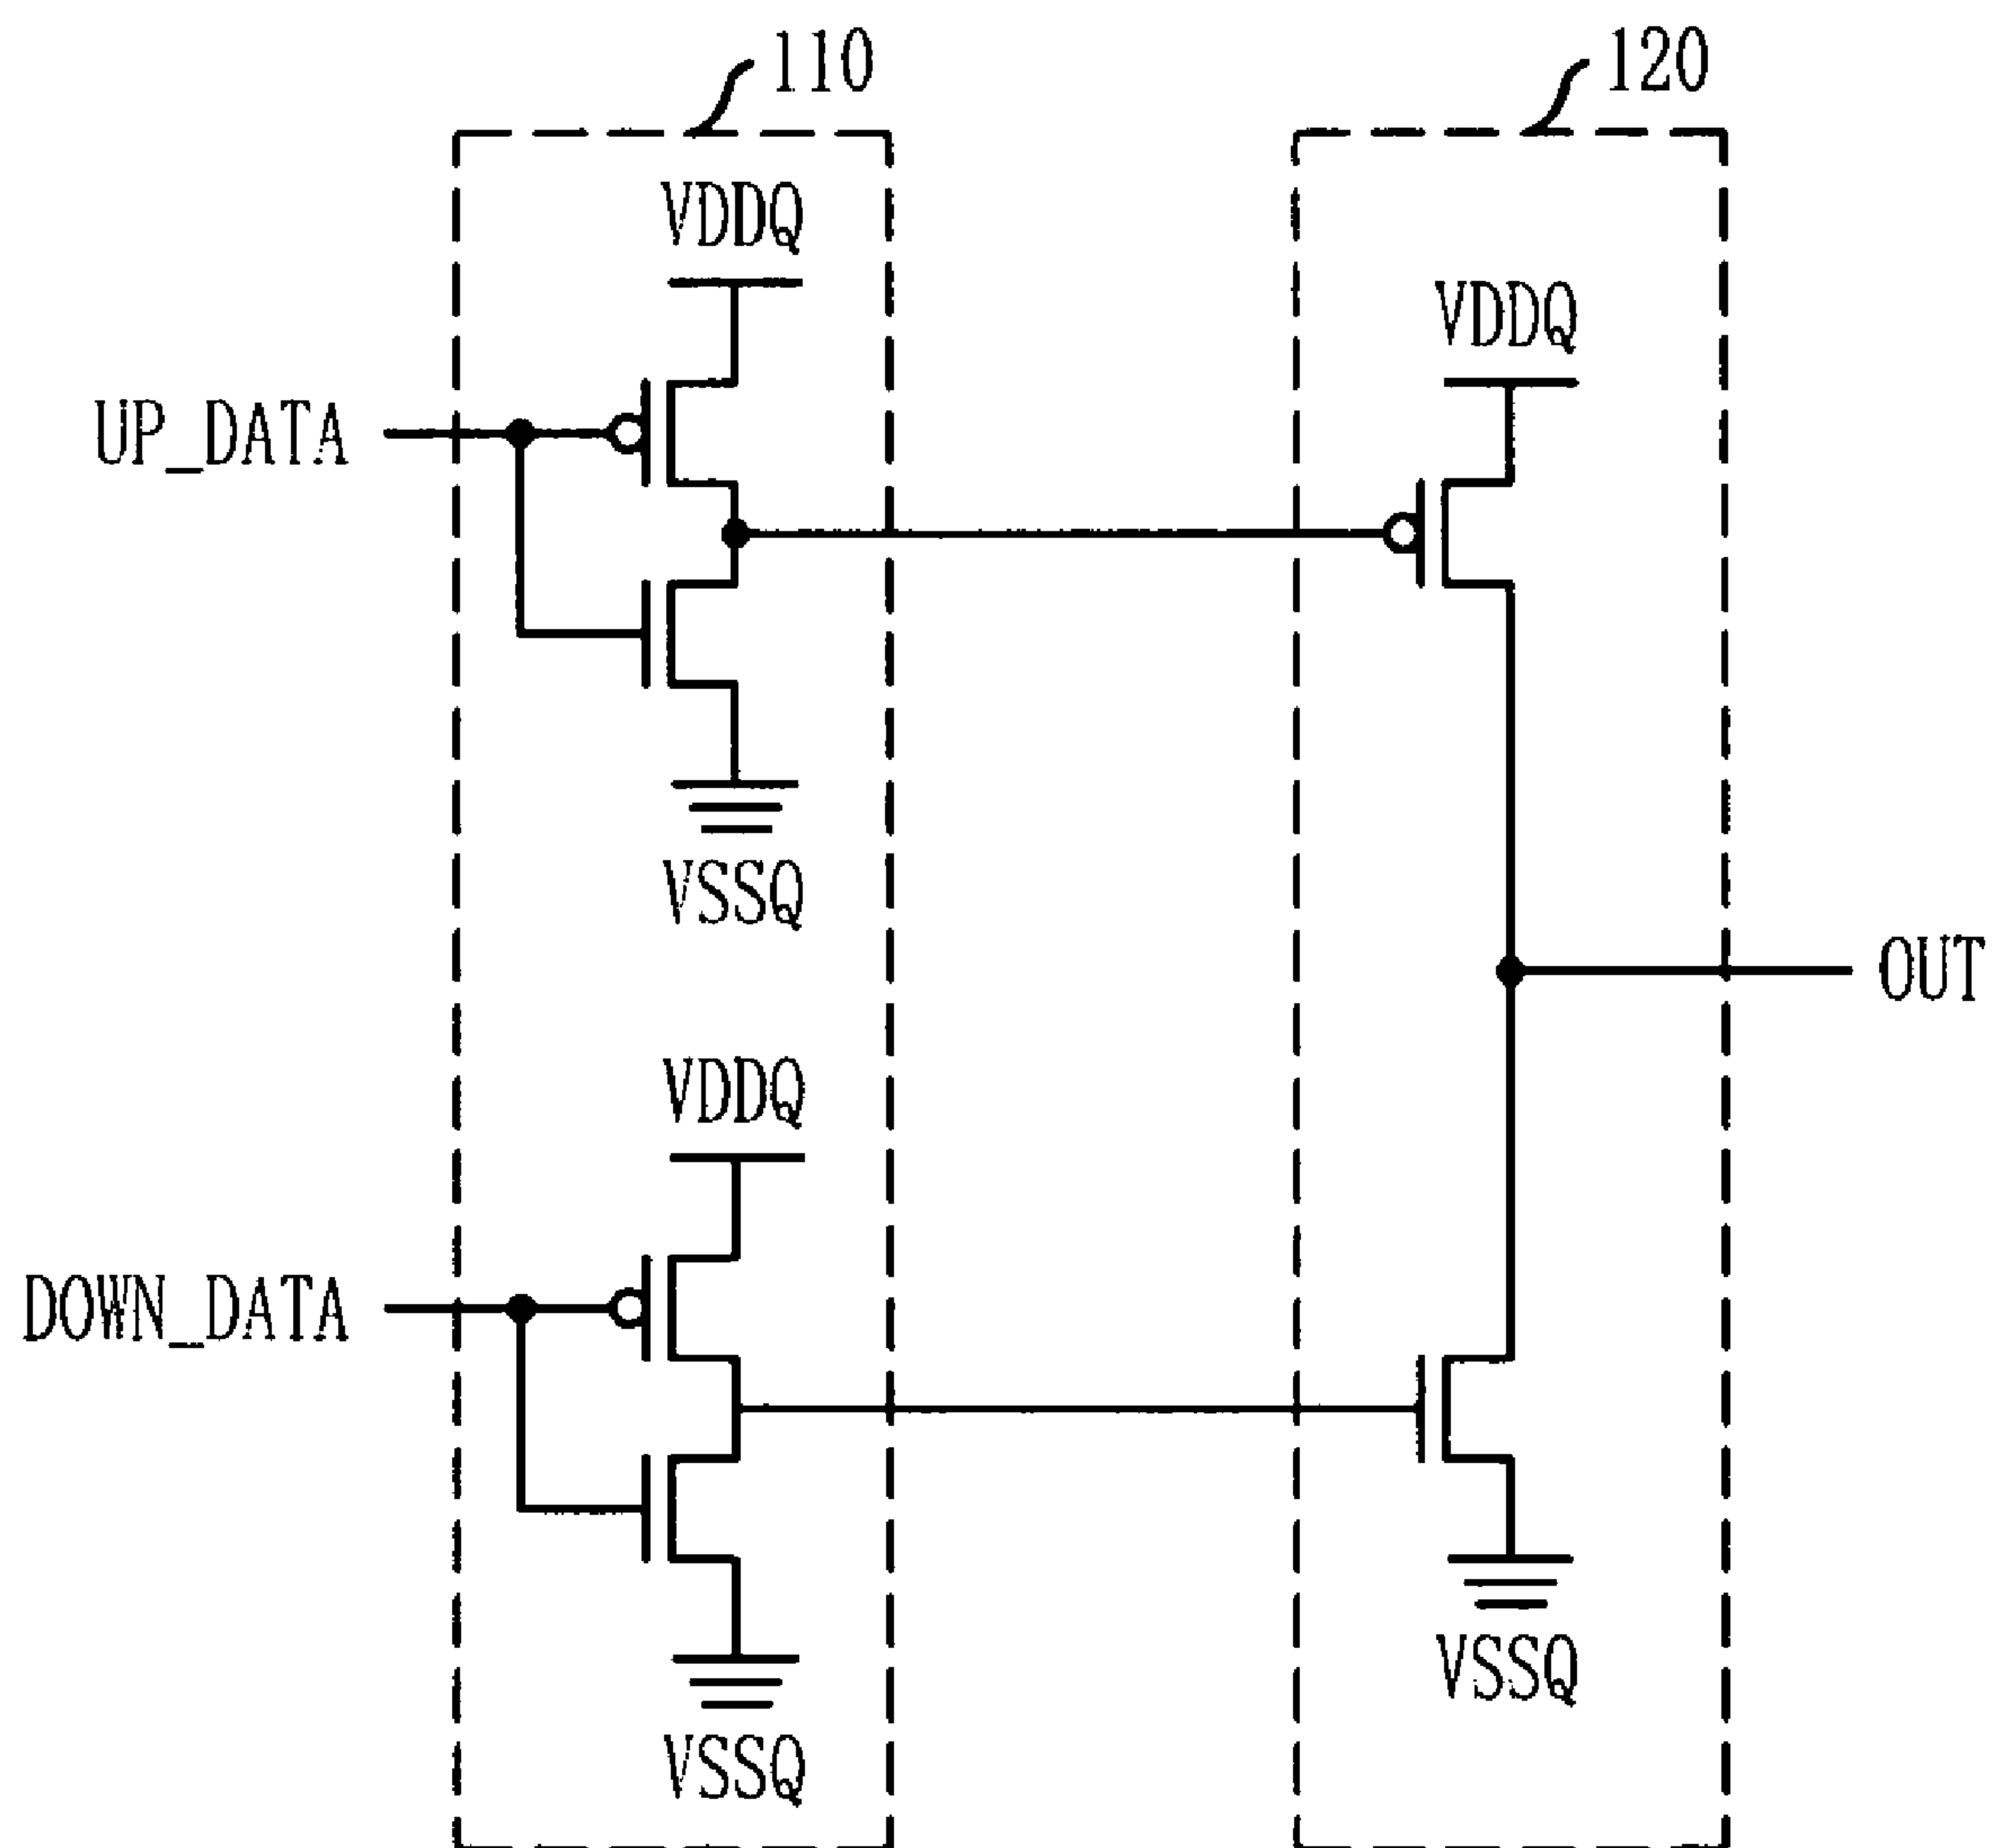 110
120
VDDQ
VDDQ
UP_DATA
VSSQ
OUT
VDDQ
DOWN_DATA
VSSQ
VSSQ